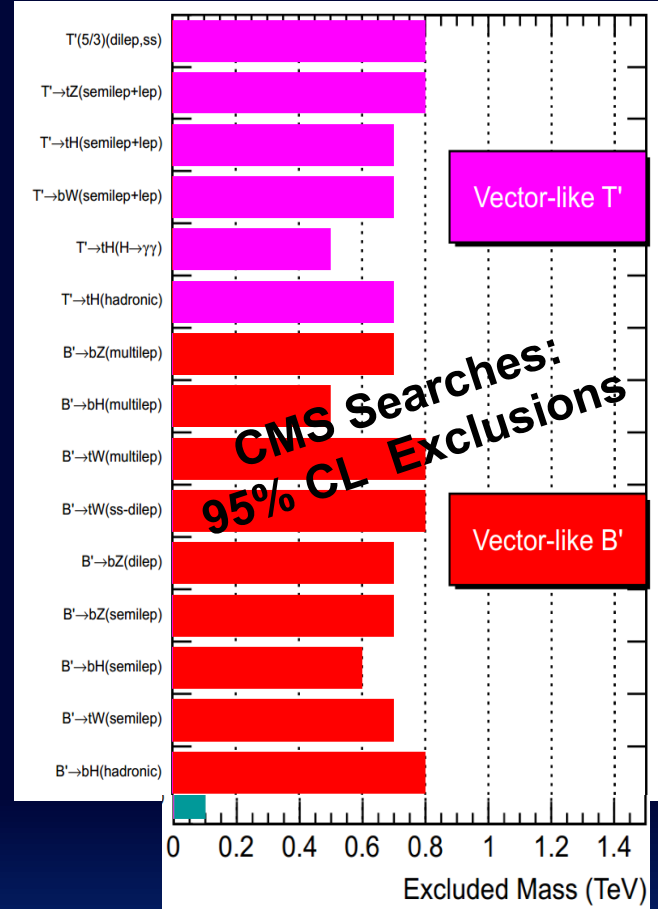 T'(5/3)(dilep,ss)
T'→tZ(semilep+lep)
T'→tH(semilep+lep)
T'→bW(semilep+lep)
T'→tH(H→γγ)
T'→tH(hadronic)
B'→bZ(multilep)
B'→bH(multilep)
B'→tW(multilep)
B'→tW(ss-dilep)
B'→bZ(dilep)
B'→bZ(semilep)
B'→bH(semilep)
B'→tW(semilep)
B'→bH(hadronic)
Vector-like T'
CMS Searches:
95% CL Exclusions
Vector-like B'
0 0.2 0.4 0.6 0.8 1 1.2 1.4
Excluded Mass (TeV)